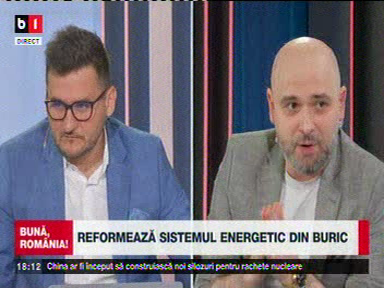 B1
DIRECT
BUNĂ,
ROMÂNIA!
REFORMEAZĂ SISTEMUL ENERGETIC DIN BURIC
18:12 China ar fi început să construiască noi silozuri pentru rachete nucleare